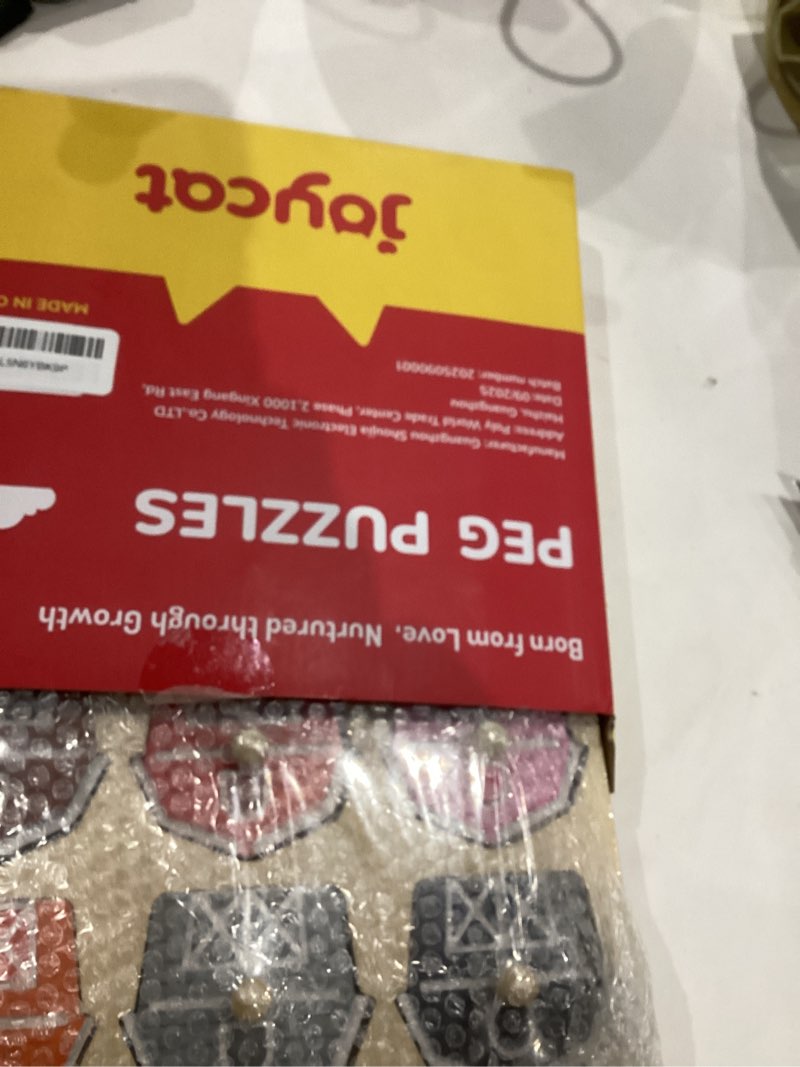 Born from Love, Nurtured through Growth
PEG PUZZLES
Manufacturer: Guangzhou Shoujia Electronic Technology Co.,LTD
Address: Poly World Trade Center, Phase 2,1000 Xingang East Rd,
Haizhu, Guangzhou
Date 09/2025
Batch number: 2025090001
MADE IN C
joycat